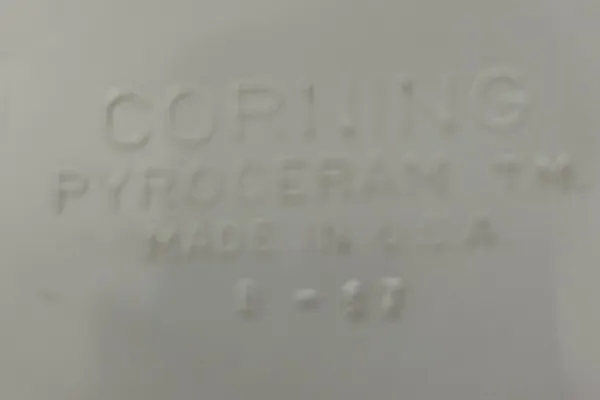 CORNING
PYROCERAM TM.
MADE IN U.S.A